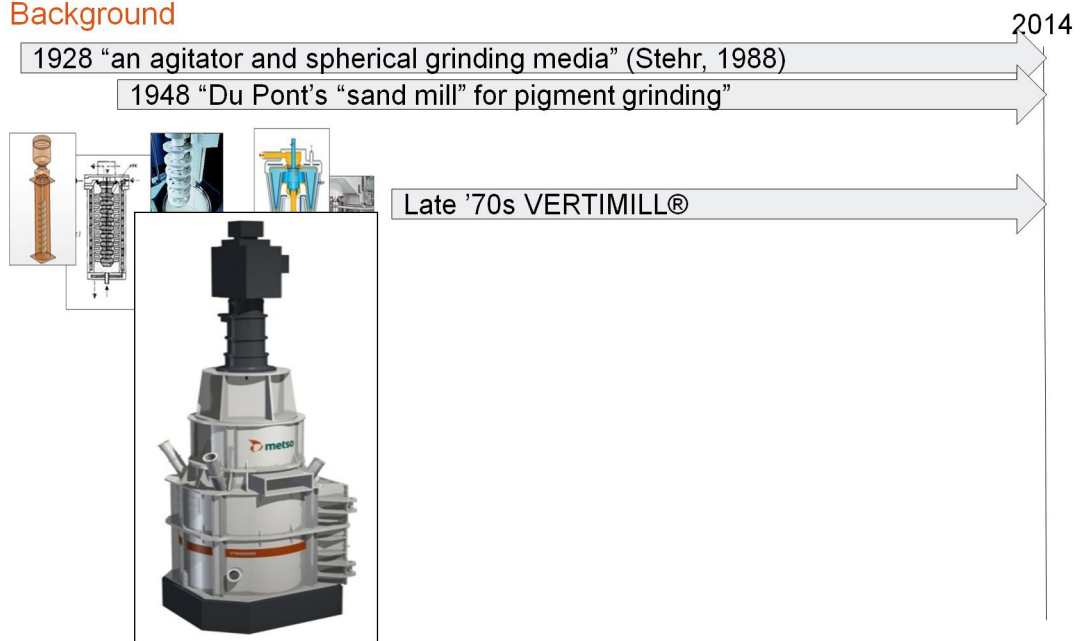 Background
2014
1928 “an agitator and spherical grinding media” (Stehr, 1988)
1948 “Du Pont’s “sand mill” for pigment grinding”
Late ’70s VERTIMILL®
metso